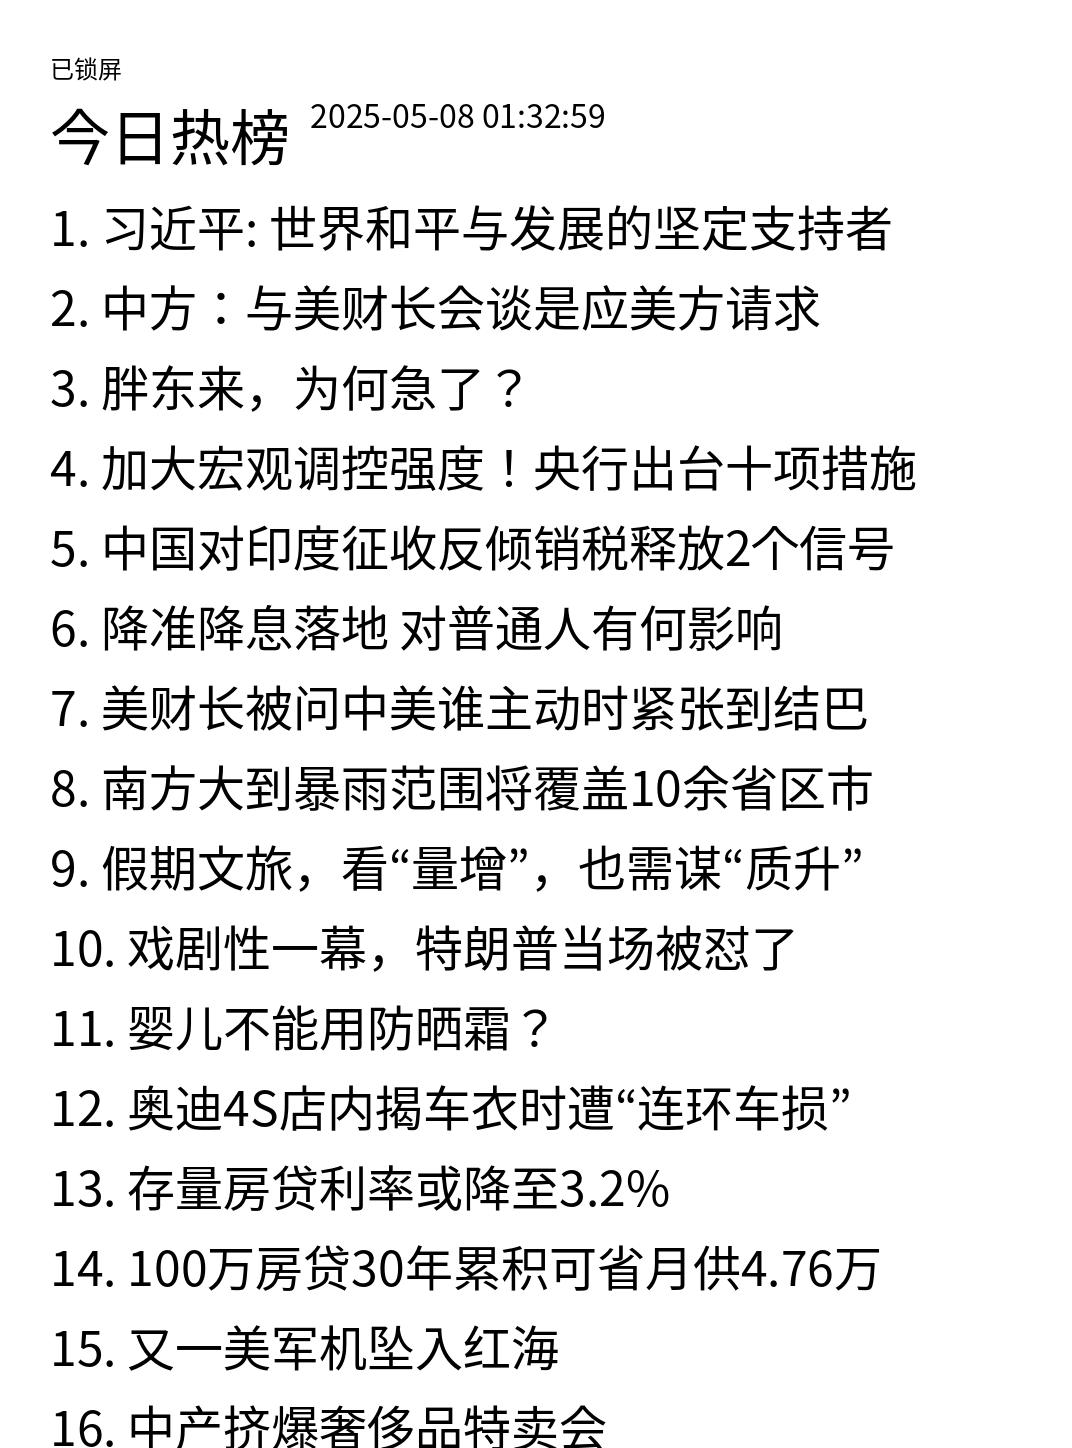 已锁屏
今日热榜 2025-05-08 01:32:59
1. 习近平: 世界和平与发展的坚定支持者
2. 中方：与美财长会谈是应美方请求
3. 胖东来，为何急了？
4. 加大宏观调控强度！央行出台十项措施
5. 中国对印度征收反倾销税释放2个信号
6. 降准降息落地 对普通人有何影响
7. 美财长被问中美谁主动时紧张到结巴
8. 南方大到暴雨范围将覆盖10余省区市
9. 假期文旅，看“量增”，也需谋“质升”
10. 戏剧性一幕，特朗普当场被怼了
11. 婴儿不能用防晒霜？
12. 奥迪4S店内揭车衣时遭“连环车损”
13. 存量房贷利率或降至3.2%
14. 100万房贷30年累积可省月供4.76万
15. 又一美军机坠入红海
16. 中产挤爆奢侈品特卖会